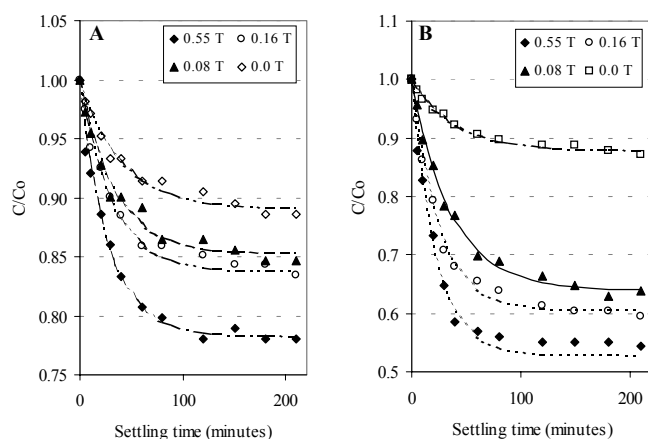 A
0.55 T 0.16 T
0.08 T 0.0 T
1.05
1.00
0.95
0.90
0.85
0.80
0.75
C/Co
0 100 200
Settling time (minutes)
B
0.55 T 0.16 T
0.08 T 0.0 T
1.1
1
0.9
0.8
0.7
0.6
0.5
C/Co
0 100 200
Settling time (minutes)